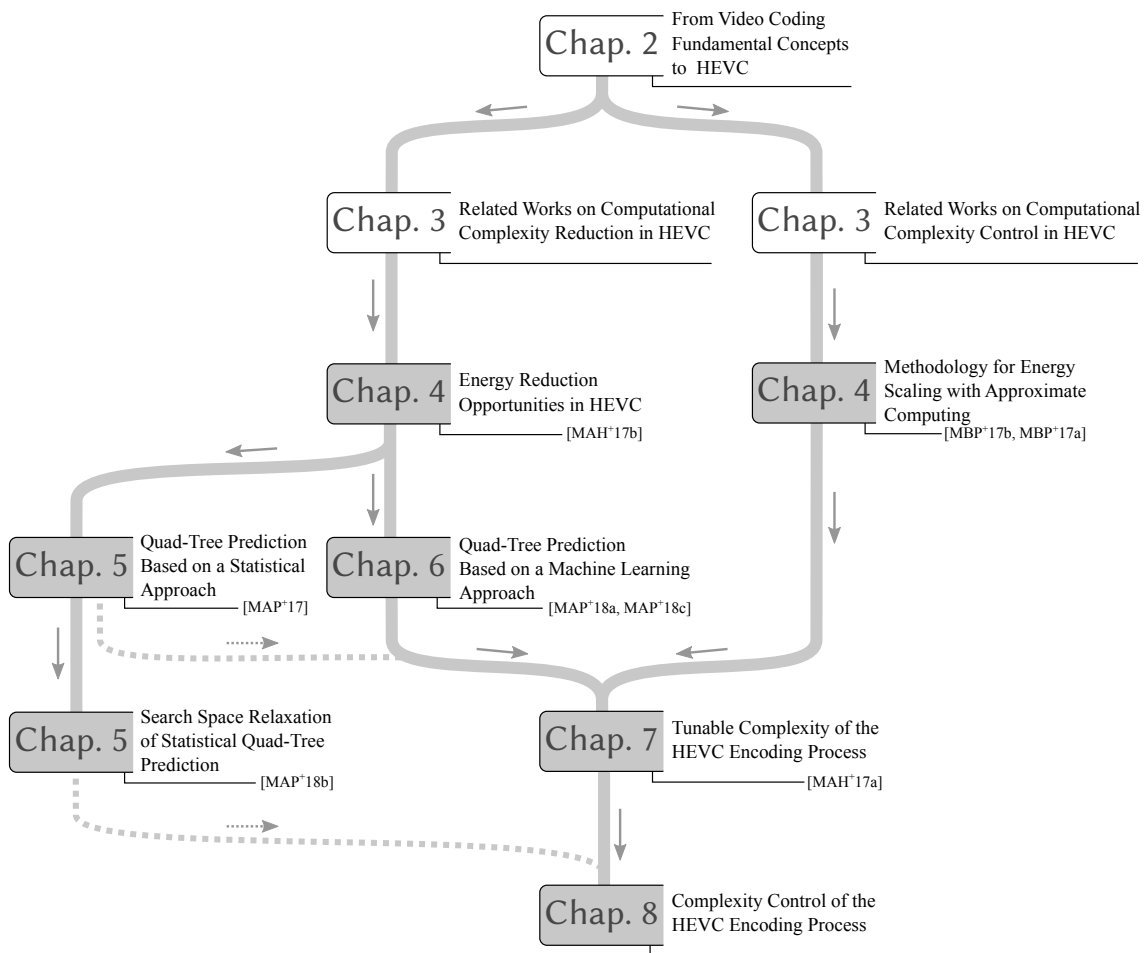 Chap. 2
From Video Coding
Fundamental Concepts
to HEVC
Chap. 3
Related Works on Computational
Complexity Reduction in HEVC
Chap. 3
Related Works on Computational
Complexity Control in HEVC
Chap. 4
Energy Reduction
Opportunities in HEVC
[MAH+17b]
Chap. 4
Methodology for Energy
Scaling with Approximate
Computing
[MBP+17b, MBP+17a]
Chap. 5
Quad-Tree Prediction
Based on a Statistical
Approach
[MAP+17]
Chap. 6
Quad-Tree Prediction
Based on a Machine Learning
Approach
[MAP+18a, MAP+18c]
Chap. 5
Search Space Relaxation
of Statistical Quad-Tree
Prediction
[MAP+18b]
Chap. 7
Tunable Complexity of the
HEVC Encoding Process
[MAH+17a]
Chap. 8
Complexity Control of the
HEVC Encoding Process